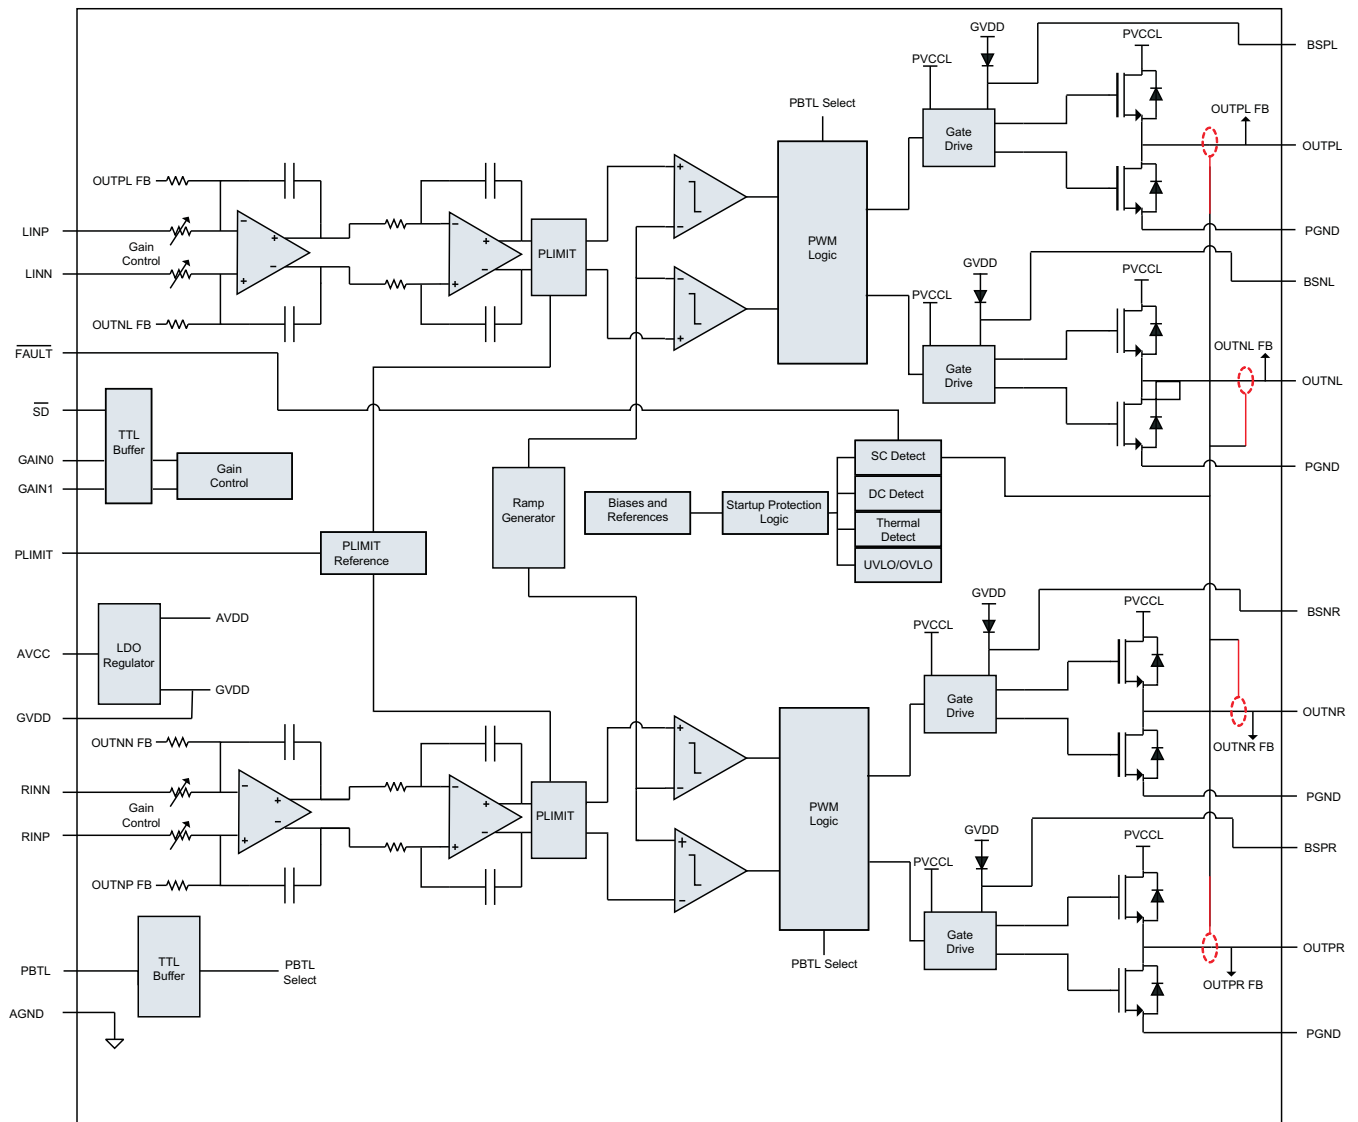 GVDD
PVCCL
BSPL
PVCCL
PBTL Select
OUTPL FB
Gate
Drive
OUTPL
OUTPL FB
LINP
Gain
Control
LINN
OUTNL FB
PLIMIT
PWM
Logic
PGND
GVDD
PVCCL
BSNL
PVCCL
OUTNL FB
Gate
Drive
OUTNL
PGND
FAULT
SD
TTL
Buffer
GAIN0
GAIN1
Gain
Control
Ramp
Generator
Biases and
References
Startup Protection
Logic
SC Detect
DC Detect
Thermal
Detect
UVLO/OVLO
PLIMIT
PLIMIT
Reference
AVDD
AVCC
LDO
Regulator
GVDD
GVDD
GVDD
PVCCL
BSNR
PVCCL
Gate
Drive
OUTNR
OUTNR FB
PGND
OUTNN FB
RINN
Gain
Control
RINP
OUTNP FB
PLIMIT
PWM
Logic
PBTL Select
GVDD
PVCCL
BSPR
PVCCL
Gate
Drive
OUTPR
OUTPR FB
PGND
PBTL
TTL
Buffer
PBTL
Select
AGND